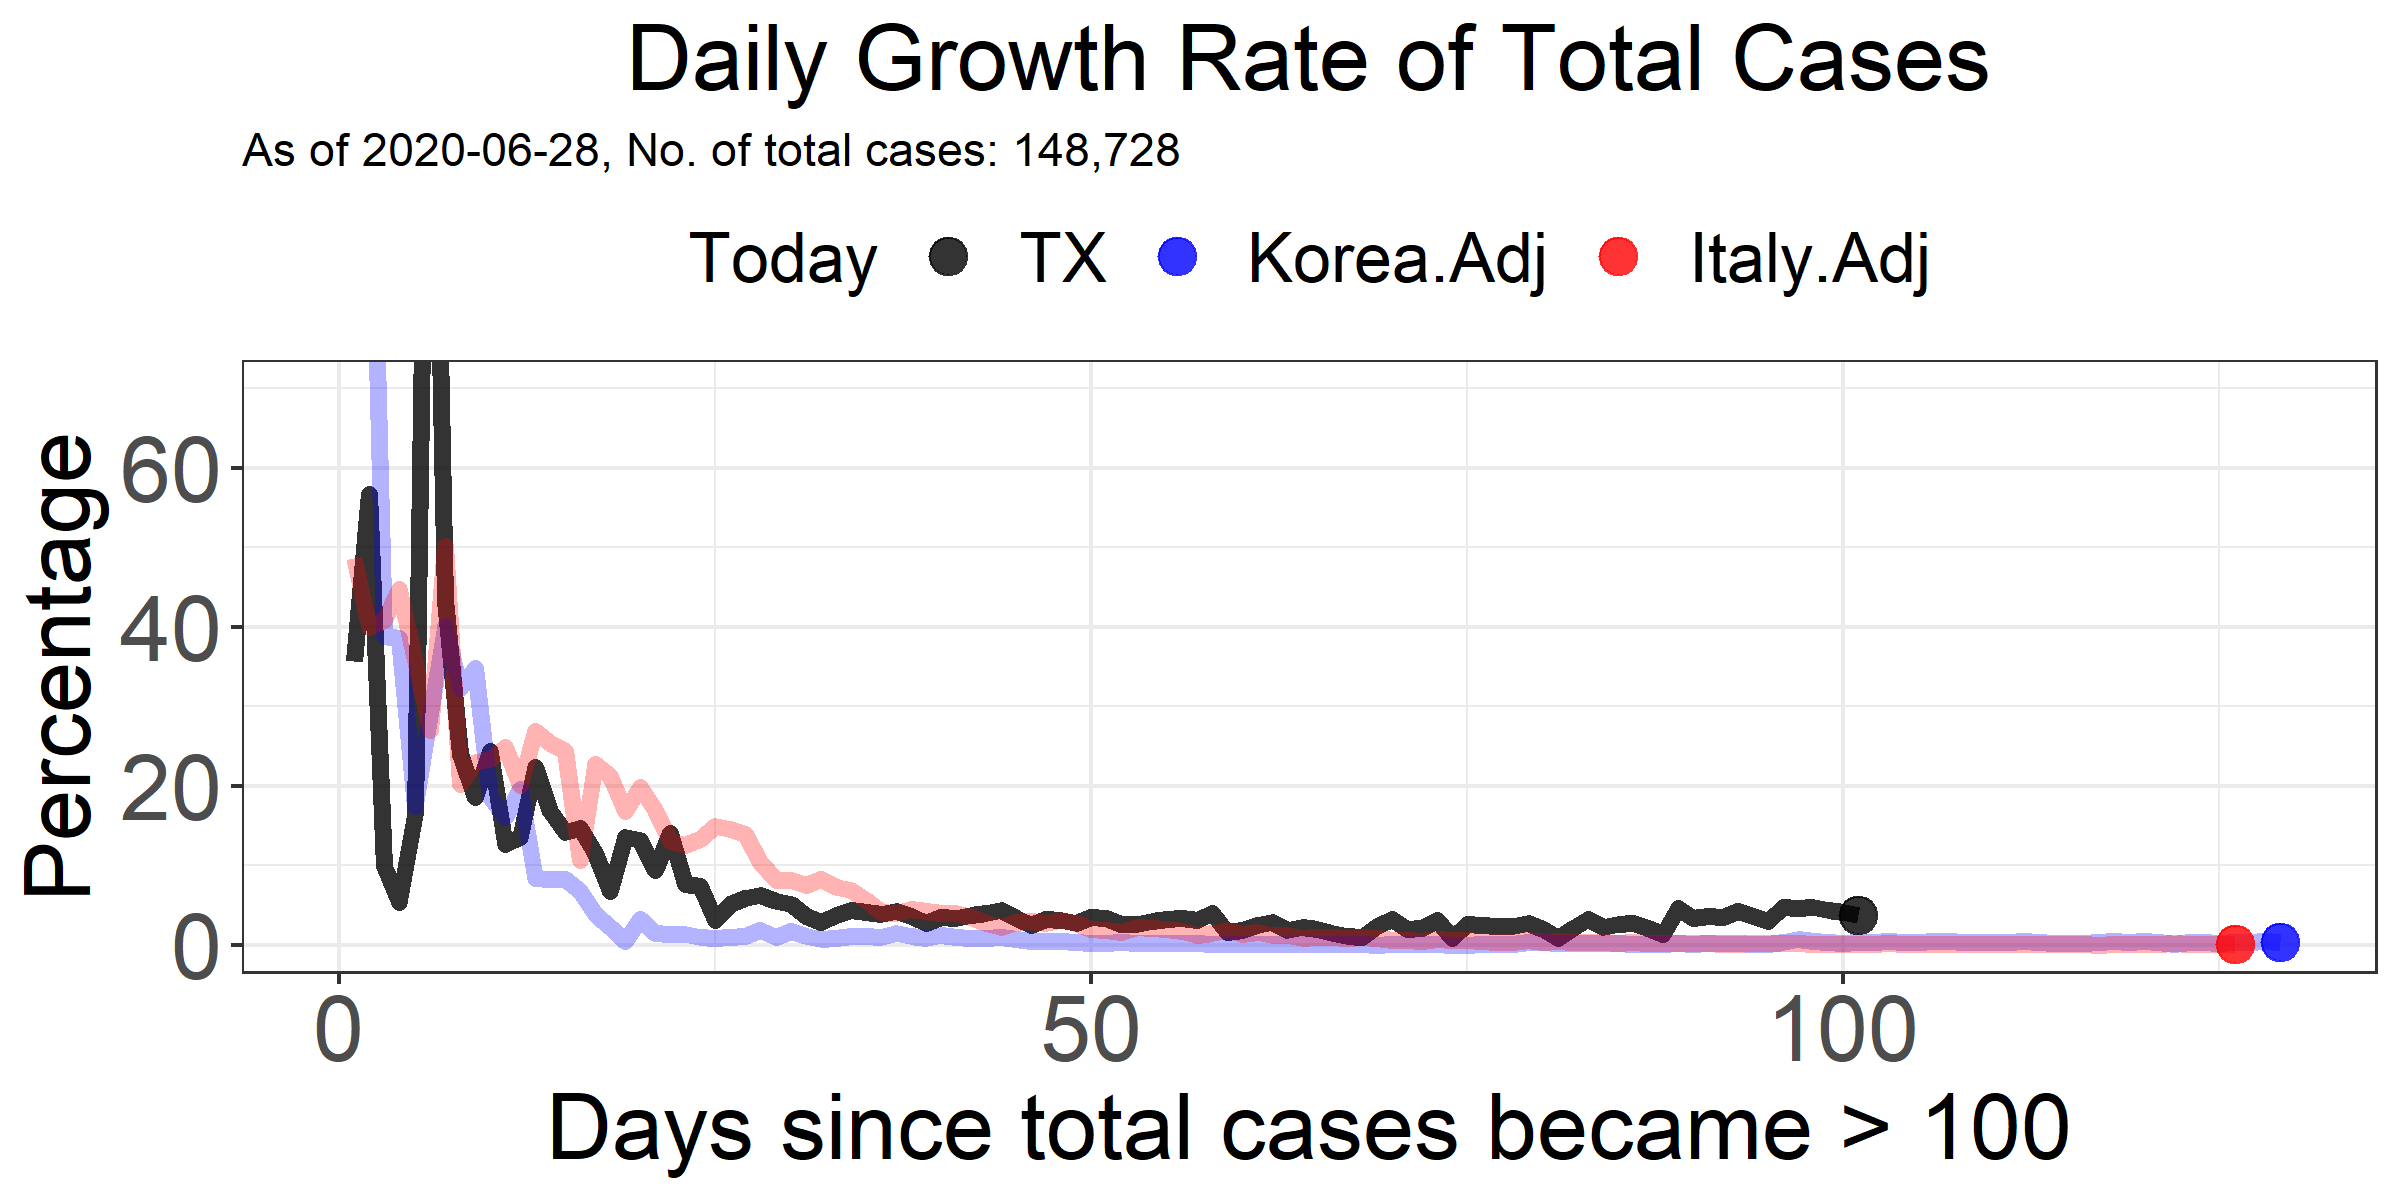 Daily Growth Rate of Total Cases
As of 2020-06-28, No. of total cases: 148,728
Today TX Korea.Adj Italy.Adj
Percentage
60
40
20
0
0 50 100
Days since total cases became > 100